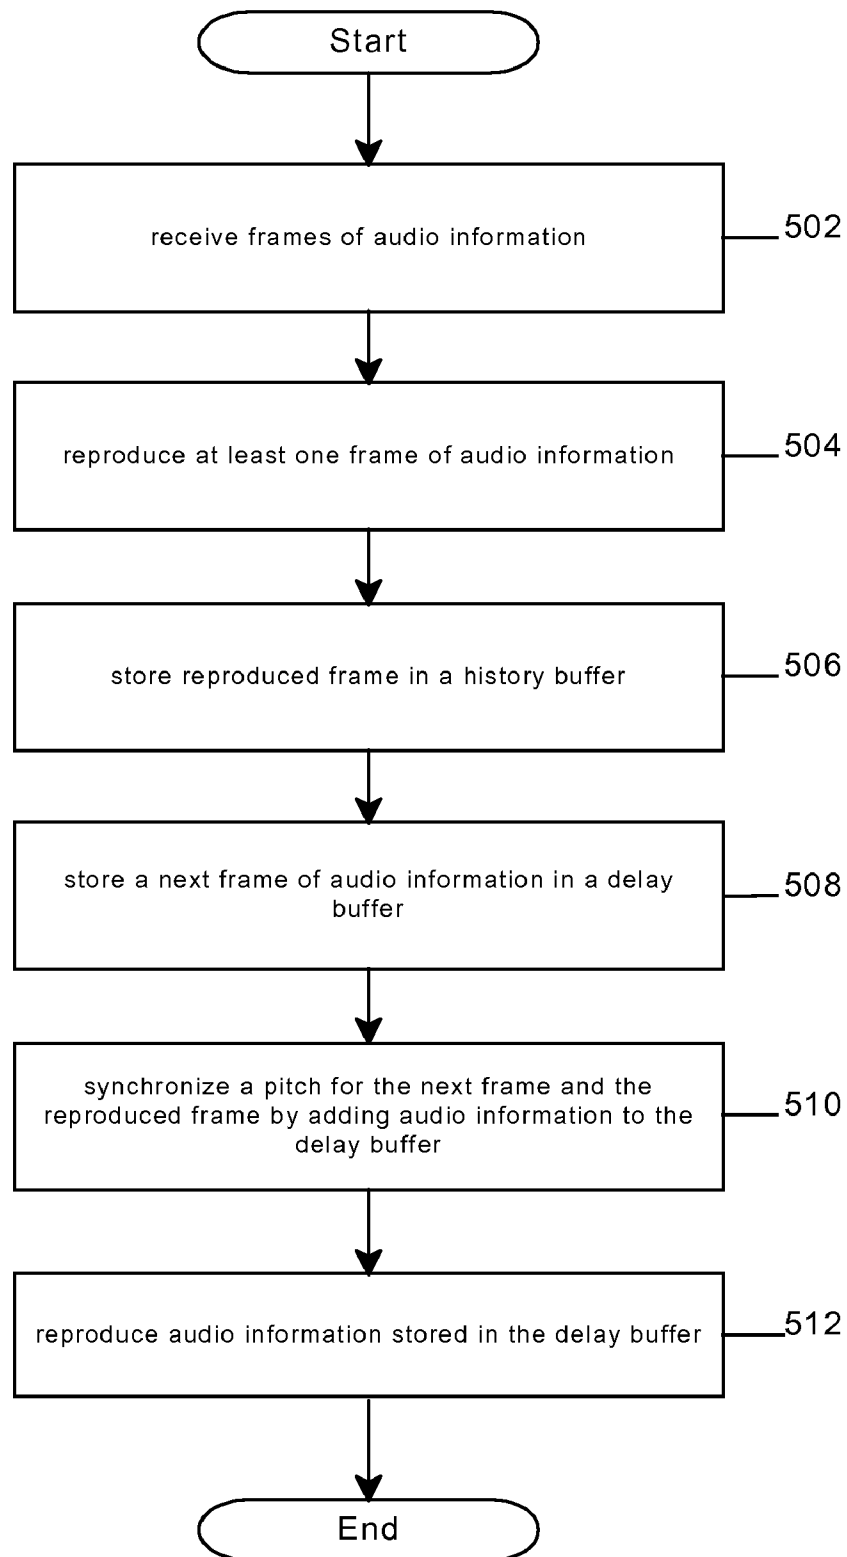 Start
receive frames of audio information
502
reproduce at least one frame of audio information
504
store reproduced frame in a history buffer
506
store a next frame of audio information in a delay
buffer
508
synchronize a pitch for the next frame and the
reproduced frame by adding audio information to the
delay buffer
510
reproduce audio information stored in the delay buffer
512
End